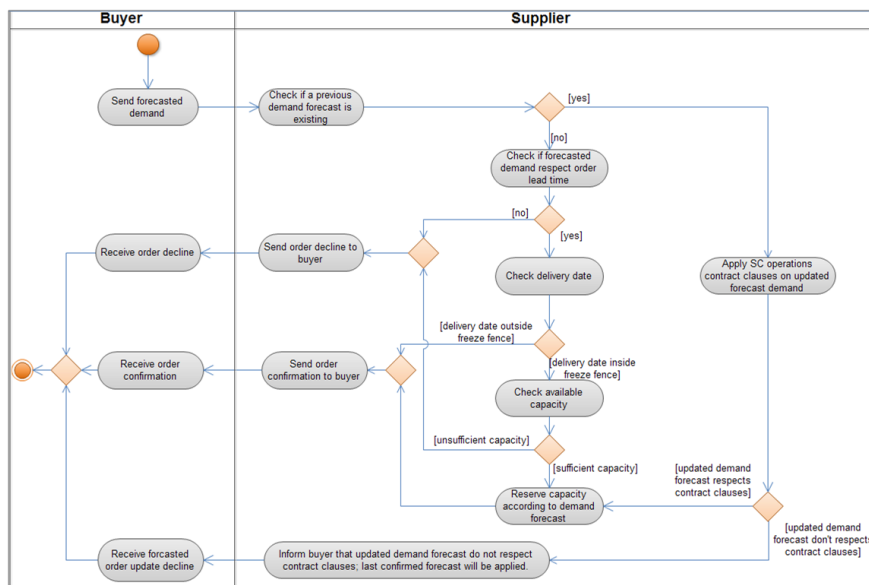 Buyer
Supplier
Send forecasted
demand
Check if a previous
demand forecast is
existing
[yes]
[no]
Check if forecasted
demand respect order
lead time
[no]
[yes]
Receive order decline
Send order decline to
buyer
Check delivery date
Apply SC operations
contract clauses on updated
forecast demand
[delivery date outside
freeze fence]
[delivery date inside
freeze fence]
Receive order
confirmation
Send order
confirmation to buyer
Check available
capacity
[unsufficient capacity]
[sufficient capacity]
[updated demand
forecast respects
contract clauses]
Reserve capacity
according to demand
forecast
[updated demand
forecast don't respects
contract clauses]
Receive forcasted
order update decline
Inform buyer that updated demand forecast do not respect
contract clauses; last confirmed forecast will be applied.